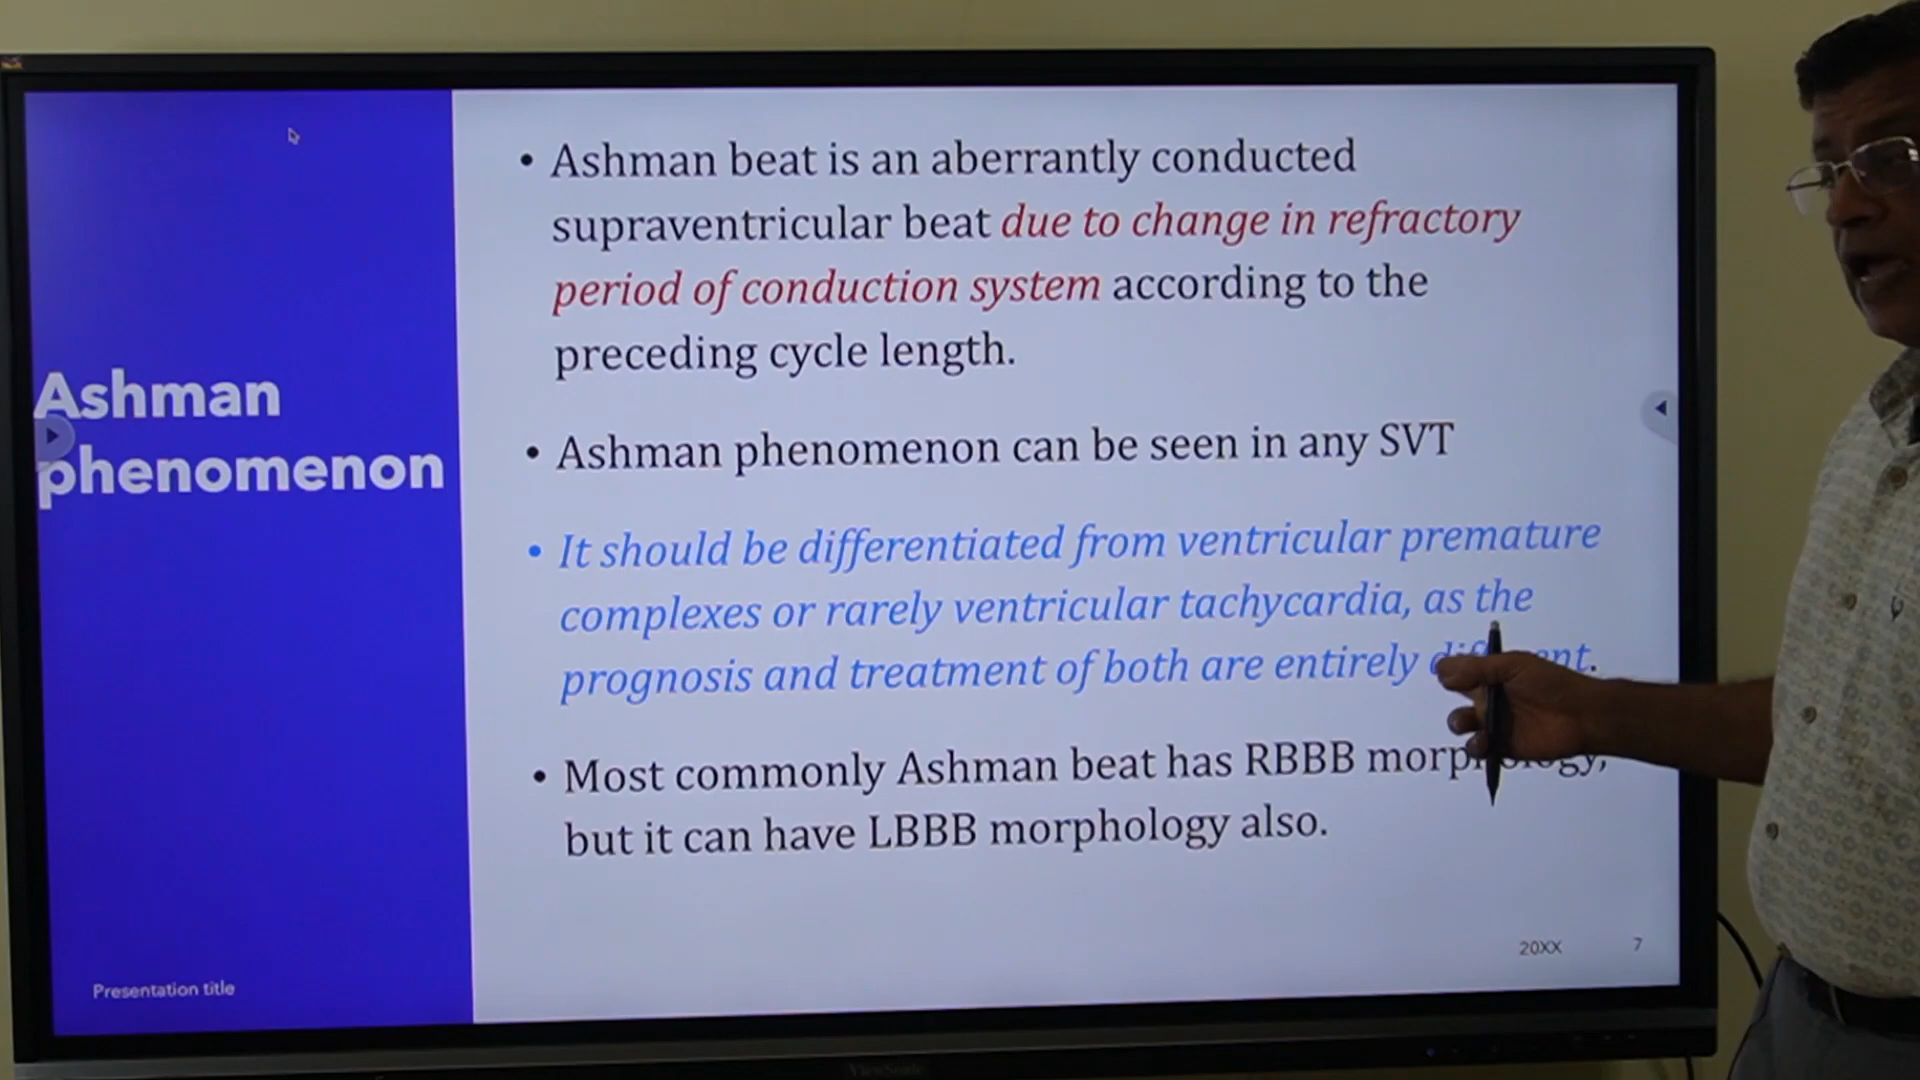 Ashman
phenomenon
Presentation title
• Ashman beat is an aberrantly conducted
supraventricular beat due to change in refractory
period of conduction system according to the
preceding cycle length.
• Ashman phenomenon can be seen in any SVT
• It should be differentiated from ventricular premature
complexes or rarely ventricular tachycardia, as the
prognosis and treatment of both are entirely
• Most commonly Ashman beat has RBBB
but it can have LBBB morphology also.
20XX
7
ViewSonic